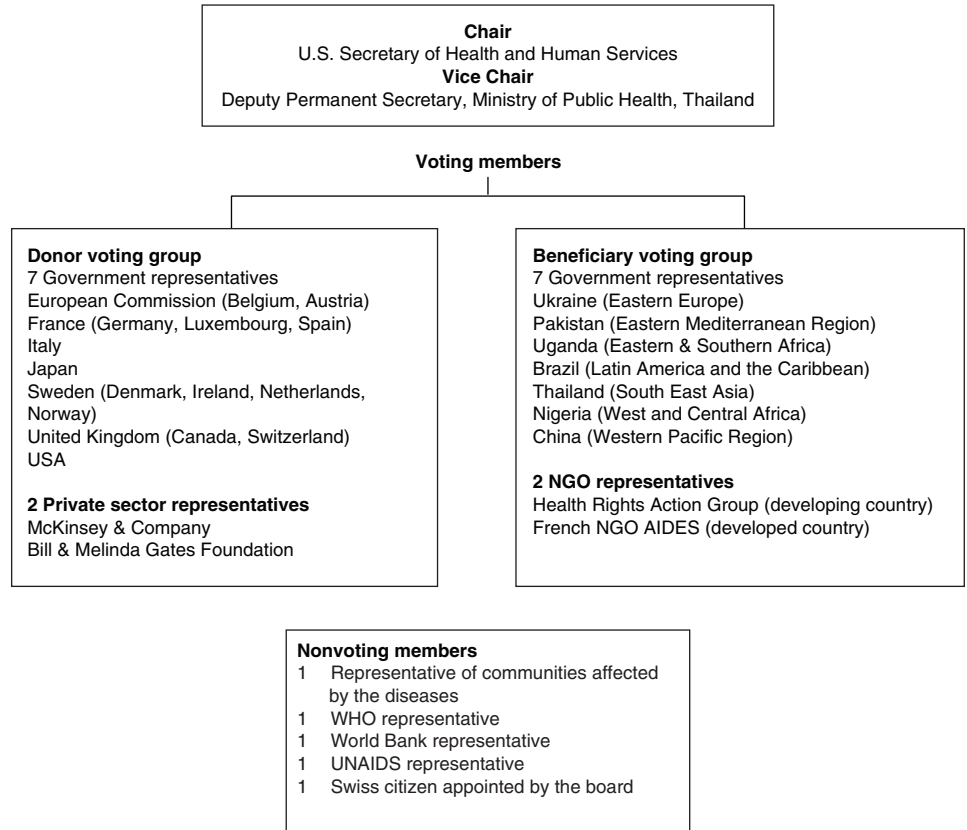 Chair
U.S. Secretary of Health and Human Services
Vice Chair
Deputy Permanent Secretary, Ministry of Public Health, Thailand
Voting members
Donor voting group
7 Government representatives
European Commission (Belgium, Austria)
France (Germany, Luxembourg, Spain)
Italy
Japan
Sweden (Denmark, Ireland, Netherlands,
Norway)
United Kingdom (Canada, Switzerland)
USA
2 Private sector representatives
McKinsey & Company
Bill & Melinda Gates Foundation
Beneficiary voting group
7 Government representatives
Ukraine (Eastern Europe)
Pakistan (Eastern Mediterranean Region)
Uganda (Eastern & Southern Africa)
Brazil (Latin America and the Caribbean)
Thailand (South East Asia)
Nigeria (West and Central Africa)
China (Western Pacific Region)
2 NGO representatives
Health Rights Action Group (developing country)
French NGO AIDES (developed country)
Nonvoting members
1 Representative of communities affected
by the diseases
1 WHO representative
1 World Bank representative
1 UNAIDS representative
1 Swiss citizen appointed by the board